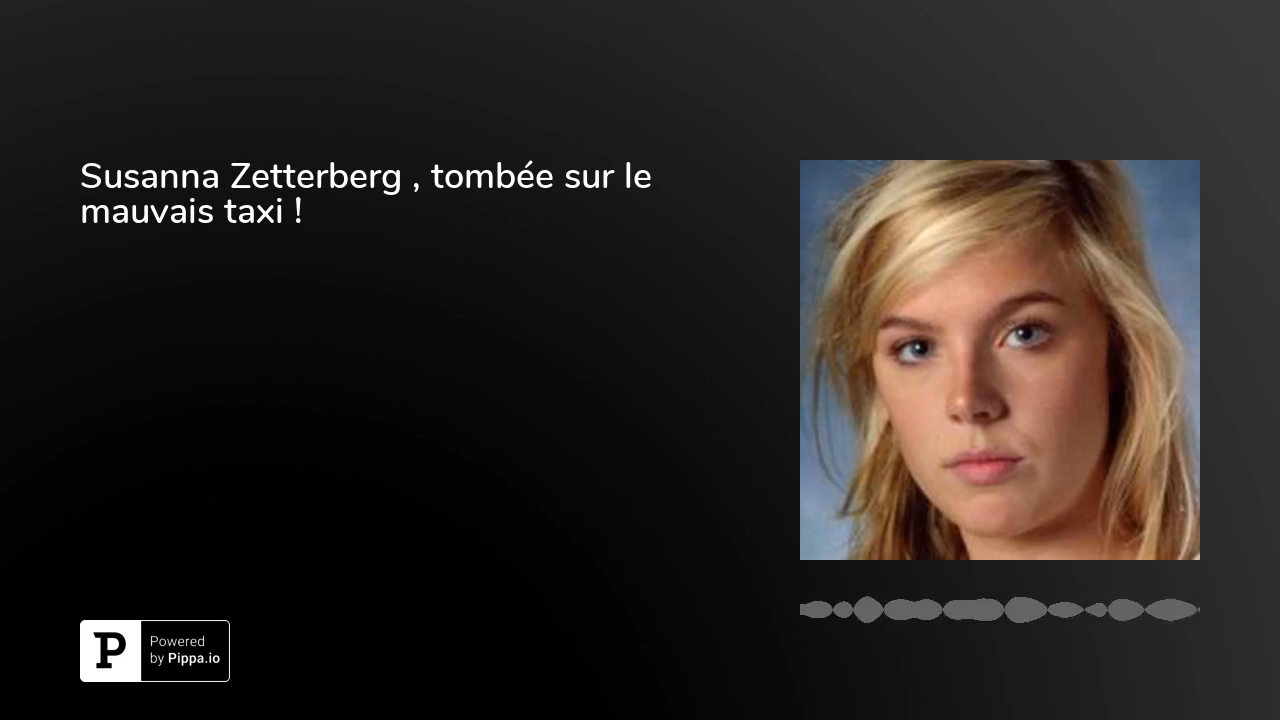 Susanna Zetterberg , tombée sur le
mauvais taxi !
P
Powered
by Pippa.io